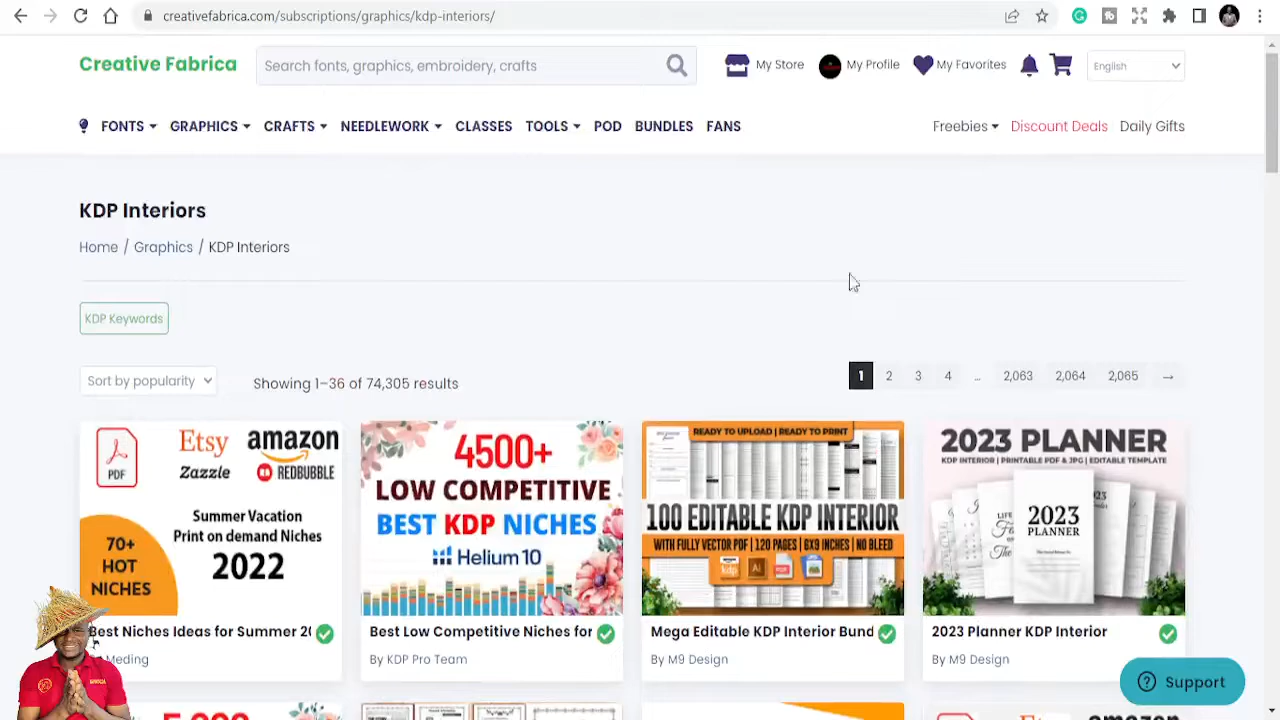 creativefabrica.com/subscriptions/graphics/kdp-interiors/
Creative Fabrica
Search fonts, graphics, embroidery, crafts
My Store
My Profile
My Favorites
English
FONTS
GRAPHICS
CRAFTS
NEEDLEWORK
CLASSES
TOOLS
POD
BUNDLES
FANS
Freebies
Discount Deals
Daily Gifts
KDP Interiors
Home / Graphics / KDP Interiors
KDP Keywords
Sort by popularity
Showing 1–36 of 74,305 results
1 2 3 4 … 2,063 2,064 2,065 →
PDF
Etsy
amazon
Zazzle
REDBUBBLE
Summer Vacation
Print on demand Niches
2022
70+
HOT
NICHES
Best Niches Ideas for Summer 20
Meding
4500+
LOW COMPETITIVE
BEST KDP NICHES
Helium 10
Best Low Competitive Niches for
By KDP Pro Team
READY TO UPLOAD | READY TO PRINT
100 EDITABLE KDP INTERIOR
WITH FULLY VECTOR PDF | 120 PAGES | 6X9 INCHES | NO BLEED
kdp
Ai
Mega Editable KDP Interior Bund
By M9 Design
2023 PLANNER
KDP INTERIOR | PRINTABLE PDF & JPG | EDITABLE TEMPLATE
2023
PLANNER
2023 Planner KDP Interior
By M9 Design
Support